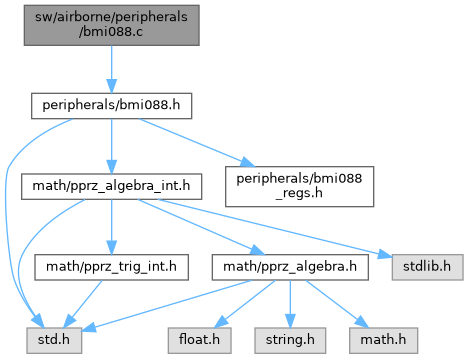 sw/airborne/peripherals
/bmi088.c
peripherals/bmi088.h
math/pprz_algebra_int.h
peripherals/bmi088
_regs.h
math/pprz_trig_int.h
math/pprz_algebra.h
stdlib.h
std.h
float.h
string.h
math.h